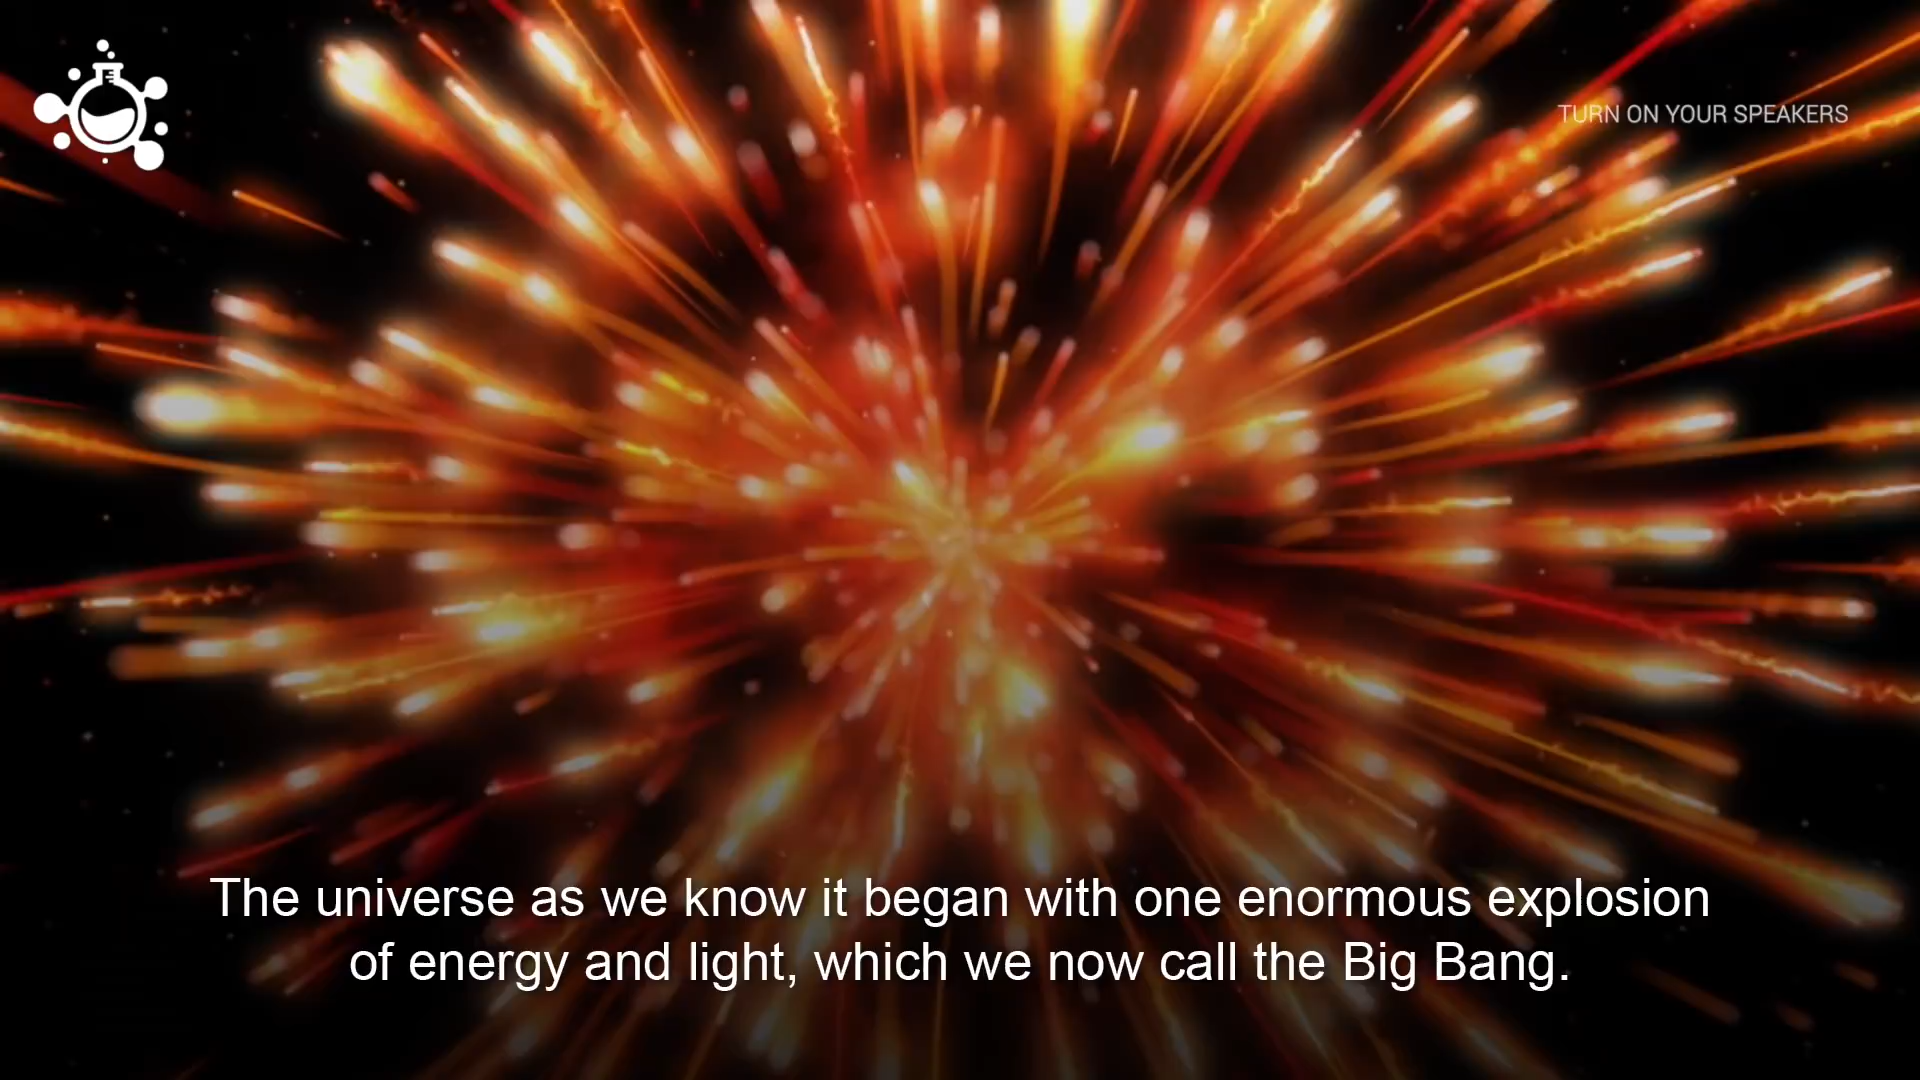 TURN ON YOUR SPEAKERS
The universe as we know it began with one enormous explosion
of energy and light, which we now call the Big Bang.